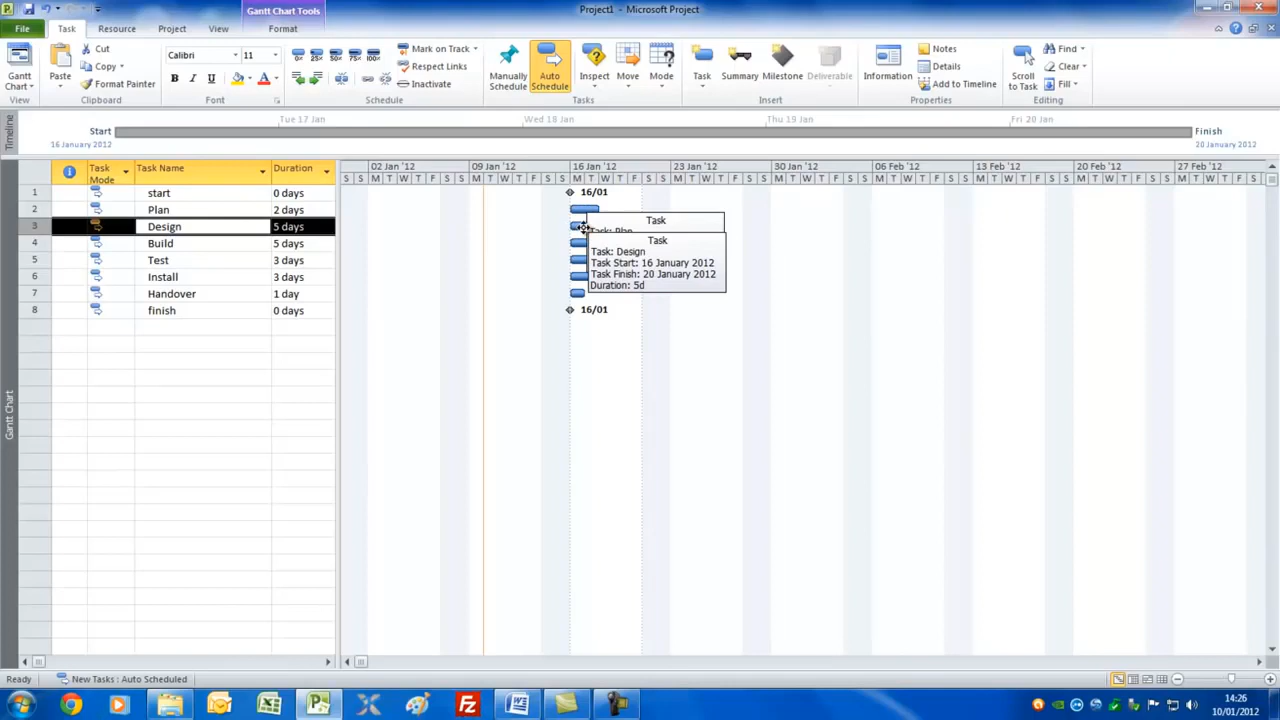 Gantt Chart Tools
Project1 - Microsoft Project
File
Task
Resource
Project
View
Format
Gantt Chart
View
Paste
Cut
Copy
Format Painter
Clipboard
Calibri
11
B I U
A
Font
Mark on Track
Respect Links
Inactivate
Schedule
Manually Schedule
Auto Schedule
Inspect
Move
Mode
Tasks
Task
Summary
Milestone
Deliverable
Insert
Information
Notes
Details
Add to Timeline
Properties
Scroll to Task
Find
Clear
Fill
Editing
Timeline
Tue 17 Jan
Wed 18 Jan
Thu 19 Jan
Fri 20 Jan
Start
16 January 2012
Finish
20 January 2012
Task Mode
Task Name
Duration
02 Jan '12
09 Jan '12
16 Jan '12
23 Jan '12
30 Jan '12
06 Feb '12
13 Feb '12
20 Feb '12
27 Feb '12
S S M T W T F S S M T W T F S S M T W T F S S M T W T F S S M T W T F S S M T W T F S S M T W T F S S M T W T F S S M T W T F S
1 start 0 days
2 Plan 2 days
3 Design 5 days
4 Build 5 days
5 Test 3 days
6 Install 3 days
7 Handover 1 day
8 finish 0 days
16/01
Task
Task: Plan
Task
Task: Design
Task Start: 16 January 2012
Task Finish: 20 January 2012
Duration: 5d
16/01
Gantt Chart
Ready
New Tasks : Auto Scheduled
14:26
10/01/2012